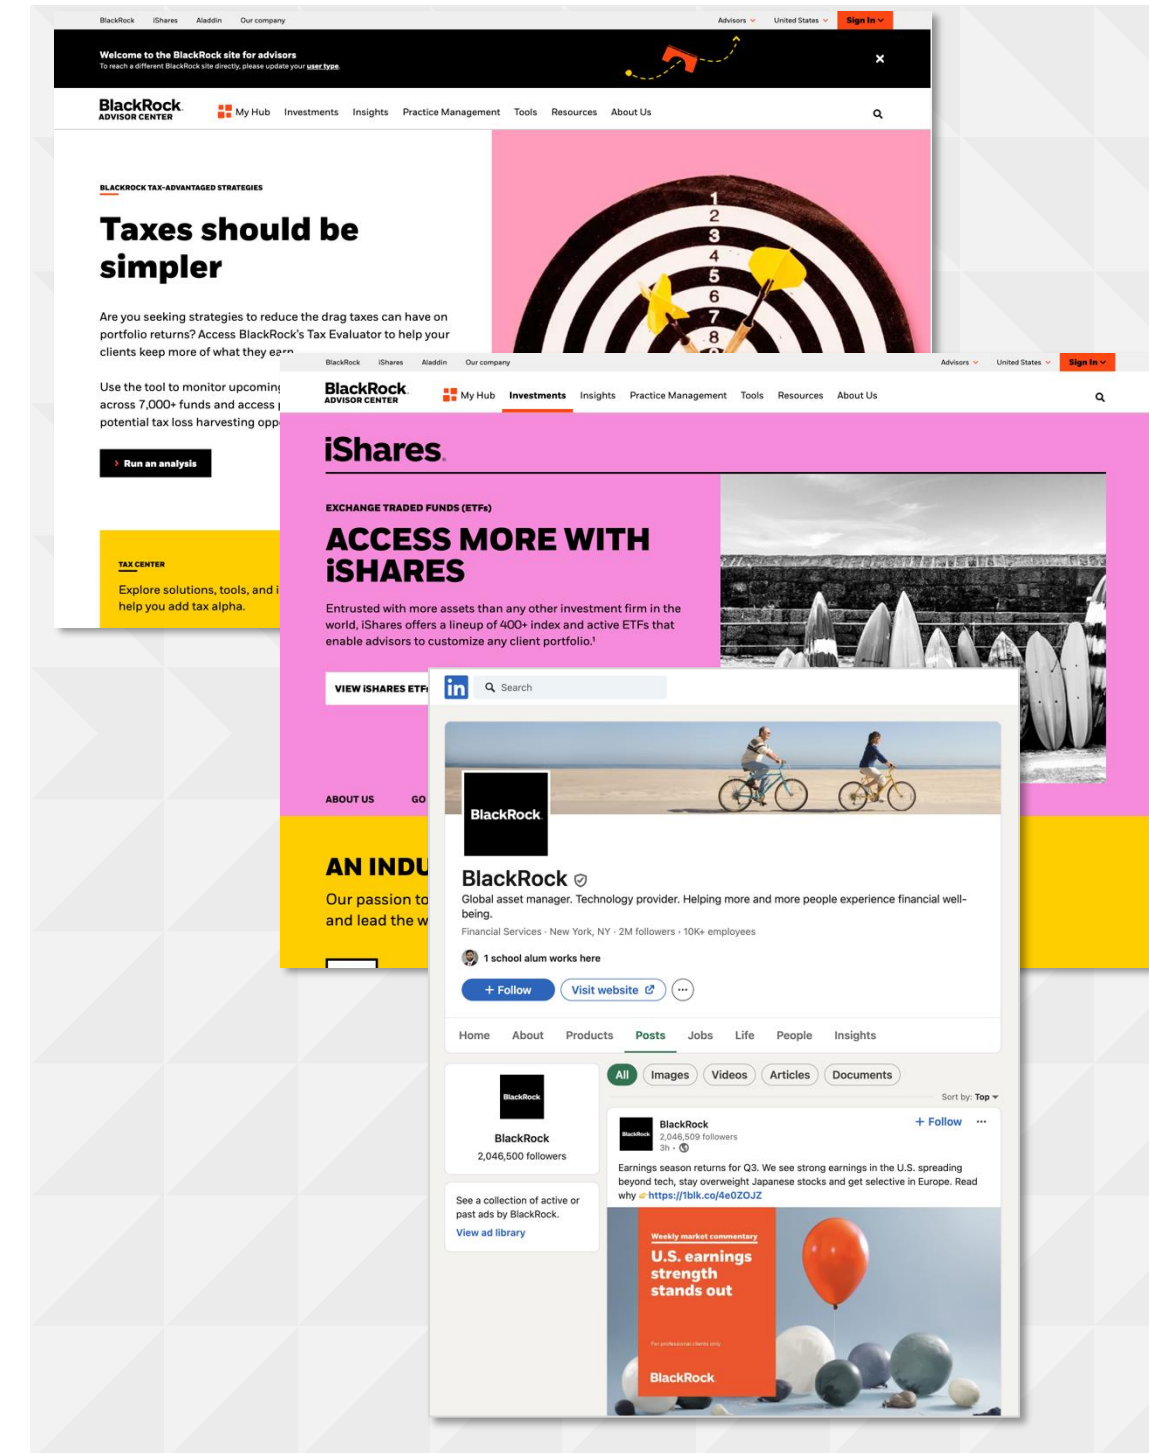 BlackRock iShares Aladdin Our company Advisors United States Sign In
Welcome to the BlackRock site for advisors
To reach a different BlackRock site directly, please update your user type.
BlackRock.
ADVISOR CENTER
My Hub Investments Insights Practice Management Tools Resources About Us
BLACKROCK TAX-ADVANTAGED STRATEGIES
Taxes should be
simpler
Are you seeking strategies to reduce the drag taxes can have on
portfolio returns? Access BlackRock's Tax Evaluator to help your
clients keep more of what they earn
Use the tool to monitor upcoming
across 7,000+ funds and access
potential tax loss harvesting
Run an analysis
TAX CENTER
Explore solutions, tools, and
help you add tax alpha.
1
2
3
4
5
6
7
8
BlackRock iShares Aladdin Our company Advisors United States Sign In
BlackRock.
ADVISOR CENTER
My Hub Investments Insights Practice Management Tools Resources About Us
iShares.
EXCHANGE TRADED FUNDS (ETFs)
ACCESS MORE WITH
iSHARES
Entrusted with more assets than any other investment firm in the
world, iShares offers a lineup of 400+ index and active ETFs that
enable advisors to customize any client portfolio.¹
VIEW iSHARES ETFs
ABOUT US GO
AN INDU
Our passion to
and lead the w
in Search
BlackRock.
BlackRock
Global asset manager. Technology provider. Helping more and more people experience financial well-
being.
Financial Services · New York, NY · 2M followers · 10K+ employees
1 school alum works here
+ Follow Visit website ...
Home About Products Posts Jobs Life People Insights
All Images Videos Articles Documents
Sort by: Top
BlackRock
BlackRock
2,046,500 followers
See a collection of active or
past ads by BlackRock.
View ad library
BlackRock
BlackRock + Follow ...
2,046,509 followers
3h ·
Earnings season returns for Q3. We see strong earnings in the U.S. spreading
beyond tech, stay overweight Japanese stocks and get selective in Europe. Read
why 👉https://1blk.co/4e0ZOJZ
Weekly market commentary
U.S. earnings
strength
stands out
For professional clients only
BlackRock.